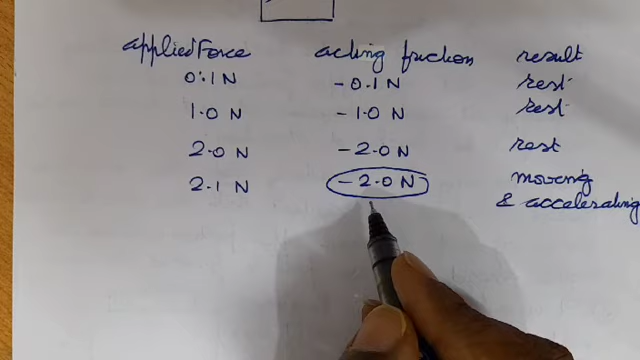 applied Force acting friction result
0.1 N -0.1 N rest
1.0 N -1.0 N rest
2.0 N -2.0 N rest
2.1 N -2.0 N moving
& accelerating